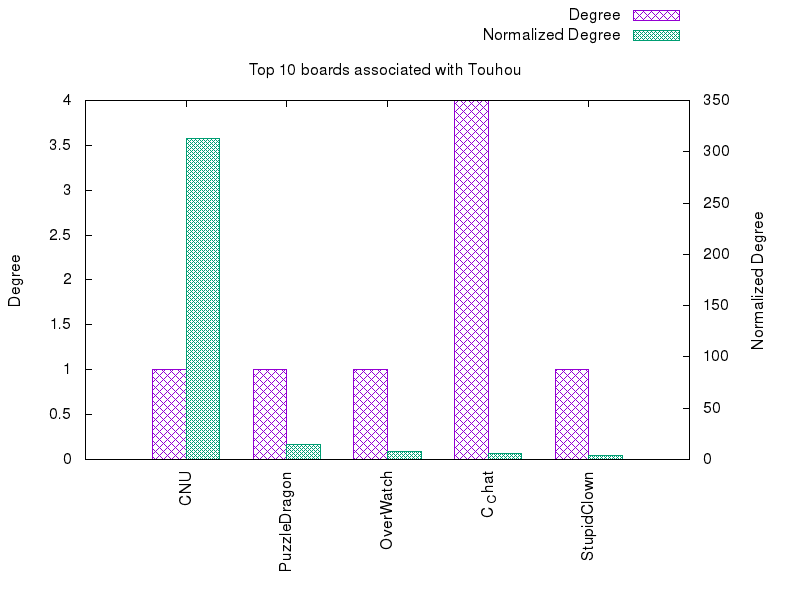 Degree
Normalized Degree
Top 10 boards associated with Touhou
4
3.5
3
2.5
2
1.5
1
0.5
0
350
300
250
200
150
100
50
0
Degree
Normalized Degree
CNU
PuzzleDragon
OverWatch
C Chat
StupidClown